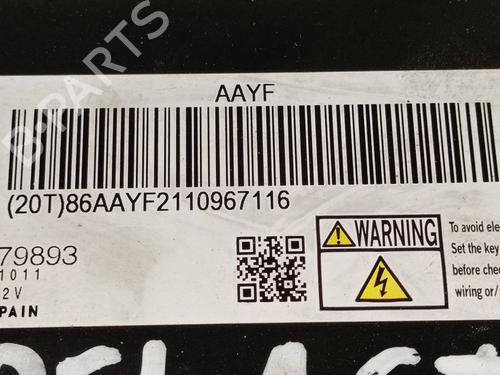 AAYF
(20T)86AAYF2110967116
79893
1011
2V
PAIN
WARNING
To avoid ele
Set the key
before chec
wiring or/
B-PARTS